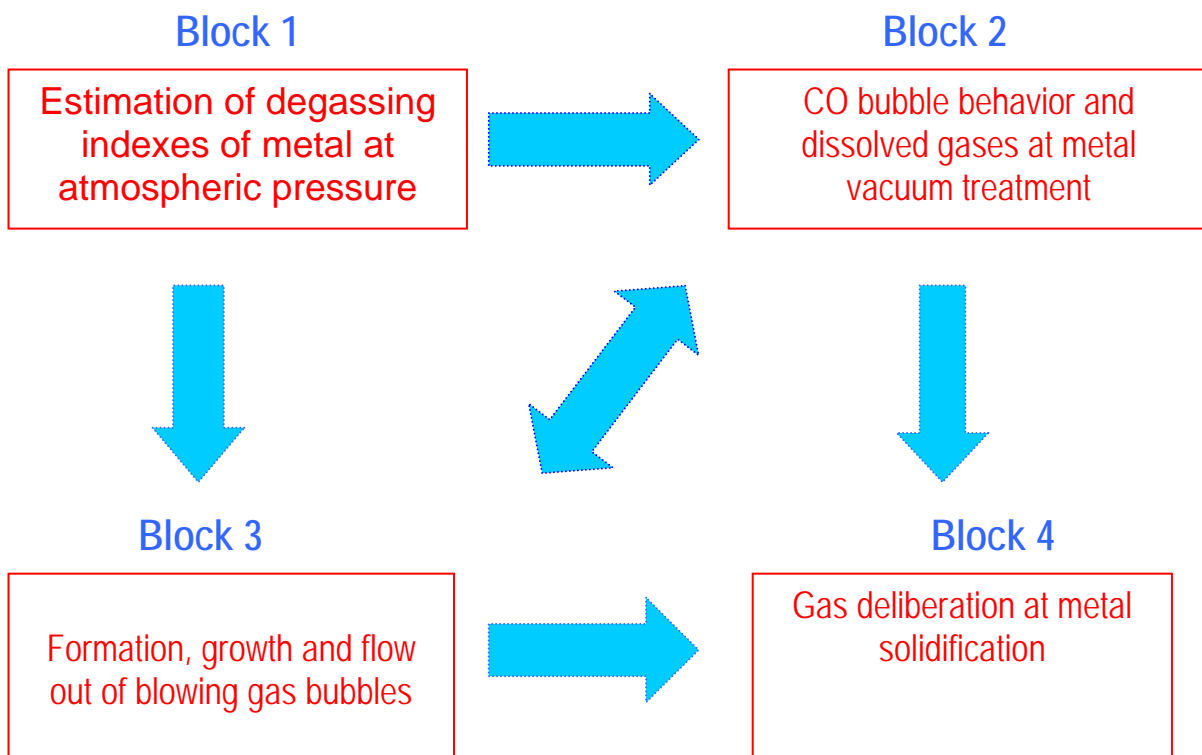 Block 1
Estimation of degassing
indexes of metal at
atmospheric pressure
Block 2
CO bubble behavior and
dissolved gases at metal
vacuum treatment
Block 3
Formation, growth and flow
out of blowing gas bubbles
Block 4
Gas deliberation at metal
solidification